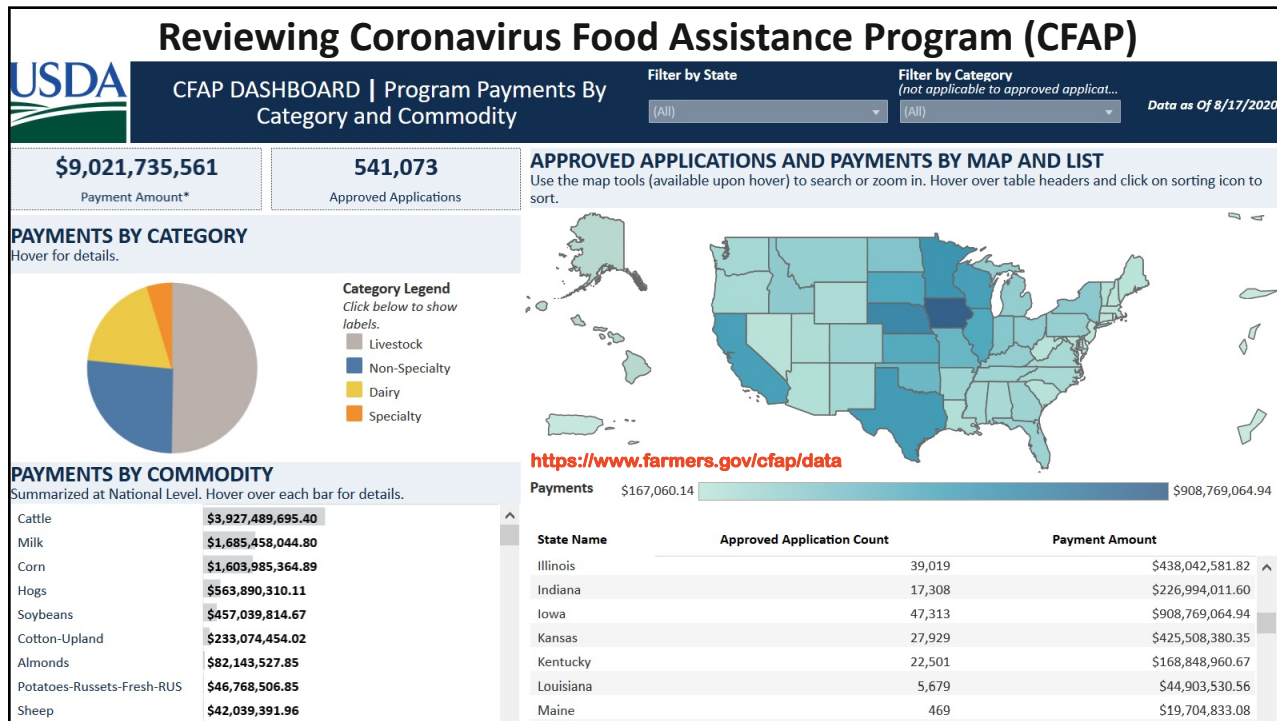 Reviewing Coronavirus Food Assistance Program (CFAP)
USDA
CFAP DASHBOARD | Program Payments By
Category and Commodity
Filter by State
(All)
Filter by Category
(not applicable to approved applicat...
(All)
Data as Of 8/17/2020
$9,021,735,561
Payment Amount*
541,073
Approved Applications
PAYMENTS BY CATEGORY
Hover for details.
Category Legend
Click below to show
labels.
Livestock
Non-Specialty
Dairy
Specialty
PAYMENTS BY COMMODITY
Summarized at National Level. Hover over each bar for details.
Cattle $3,927,489,695.40
Milk $1,685,458,044.80
Corn $1,603,985,364.89
Hogs $563,890,310.11
Soybeans $457,039,814.67
Cotton-Upland $233,074,454.02
Almonds $82,143,527.85
Potatoes-Russets-Fresh-RUS $46,768,506.85
Sheep $42,039,391.96
APPROVED APPLICATIONS AND PAYMENTS BY MAP AND LIST
Use the map tools (available upon hover) to search or zoom in. Hover over table headers and click on sorting icon to
sort.
https://www.farmers.gov/cfap/data
Payments $167,060.14 $908,769,064.94
State Name Approved Application Count Payment Amount
Illinois 39,019 $438,042,581.82
Indiana 17,308 $226,994,011.60
Iowa 47,313 $908,769,064.94
Kansas 27,929 $425,508,380.35
Kentucky 22,501 $168,848,960.67
Louisiana 5,679 $44,903,530.56
Maine 469 $19,704,833.08